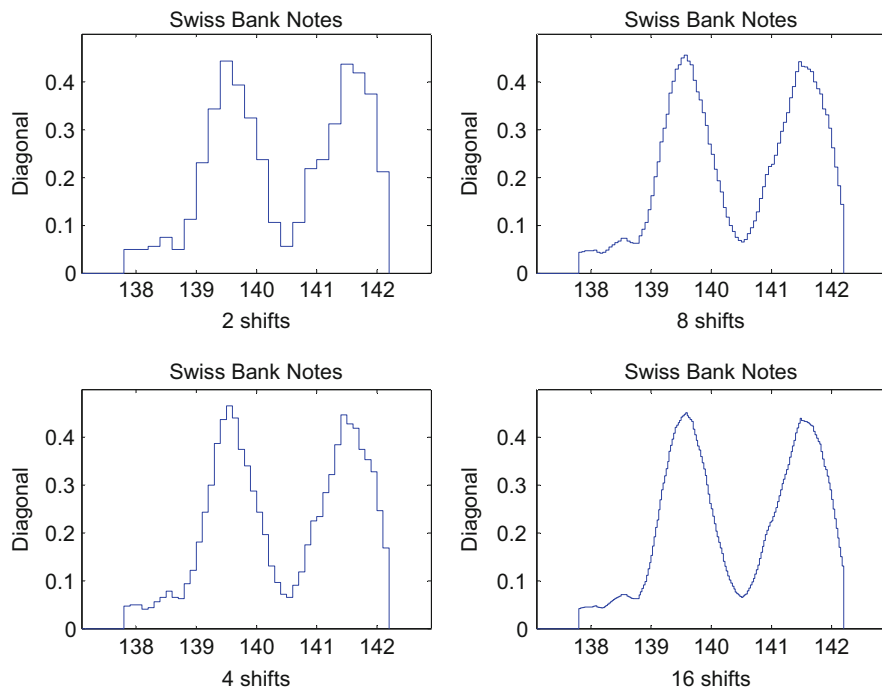 Swiss Bank Notes
Diagonal
0.4
0.3
0.2
0.1
0
138 139 140 141 142
2 shifts
Swiss Bank Notes
Diagonal
0.4
0.3
0.2
0.1
0
138 139 140 141 142
8 shifts
Swiss Bank Notes
Diagonal
0.4
0.3
0.2
0.1
0
138 139 140 141 142
4 shifts
Swiss Bank Notes
Diagonal
0.4
0.3
0.2
0.1
0
138 139 140 141 142
16 shifts